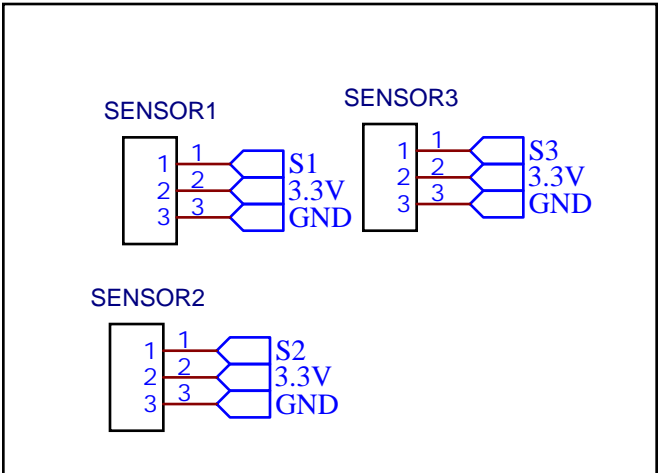 SENSOR1
1 1 S1
2 2 3.3V
3 3 GND
SENSOR3
1 1 S3
2 2 3.3V
3 3 GND
SENSOR2
1 1 S2
2 2 3.3V
3 3 GND